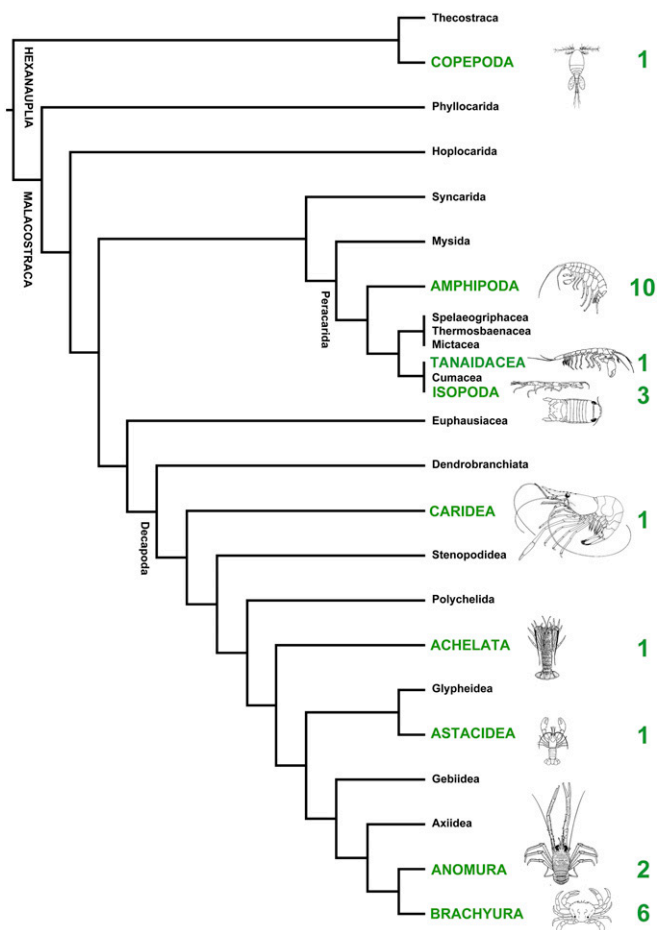 Thecostraca
COPEPODA 1
HEXANAUPLIA
Phyllocarida
Hoplocarida
MALACOSTRACA
Syncarida
Mysida
Peracarida
AMPHIPODA 10
Spelaeogriphacea
Thermosbaenacea
Mictacea
TANAIDACEA 1
Cumacea
ISOPODA 3
Euphausiacea
Dendrobranchiata
Decapoda
CARIDEA 1
Stenopodidea
Polychelida
ACHELATA 1
Glypheidea
ASTACIDEA 1
Gebiidea
Axiidea
ANOMURA 2
BRACHYURA 6